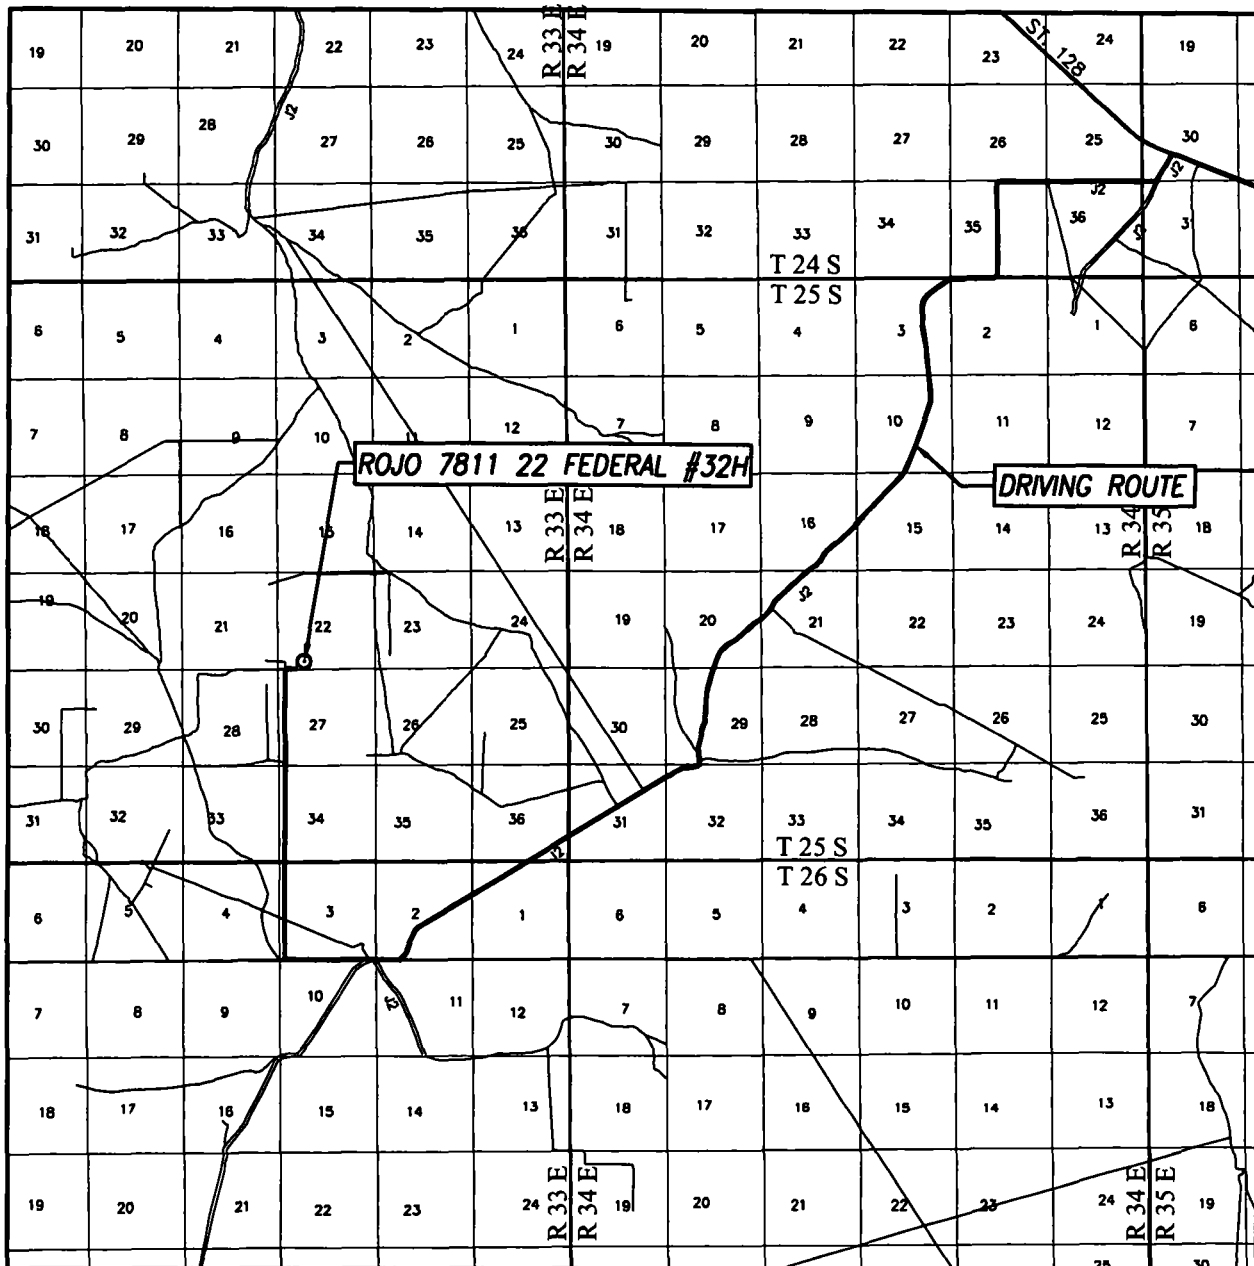 19 20 21 22 23 24 R 33 E R 34 E 19 20 21 22 23 ST. 128 24 19
30 29 28 J2 27 26 25 30 29 28 27 26 25 30
J2
J2
31 32 33 34 35 36 31 32 33 34 35 36 J2 31
T 24 S
T 25 S
6 5 4 3 2 1 6 5 4 3 2 1 6
7 8 9 10 11 12 7 8 9 10 11 12 7
ROJO 7811 22 FEDERAL #32H
DRIVING ROUTE
18 17 16 15 14 13 R 33 E R 34 E 18 17 16 15 14 13 R 34 R 35 18
19 20 21 22 23 24 19 20 J2 21 22 23 24 19
30 29 28 27 26 25 30 29 28 27 26 25 30
31 32 33 34 35 36 31 32 33 34 35 36 31
J2
T 25 S
T 26 S
6 5 4 3 2 1 6 5 4 3 2 1 6
7 8 9 10 J2 11 12 7 8 9 10 11 12 7
18 17 16 15 14 13 18 17 16 15 14 13 18
19 20 21 22 23 24 R 33 E R 34 E 19 20 21 22 23 24 R 34 E R 35 E 19
25 30